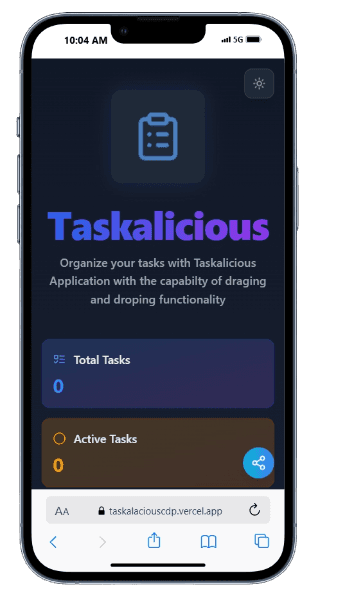 10:04 AM 5G
Taskalicious
Organize your tasks with Taskalicious
Application with the capabilty of draging
and droping functionality
Total Tasks
0
Active Tasks
0
AA taskalaciouscdp.vercel.app